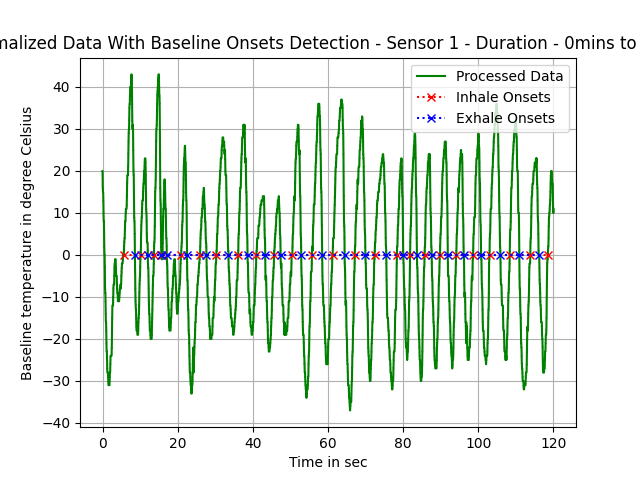 malized Data With Baseline Onsets Detection - Sensor 1 - Duration - 0mins to
Processed Data
Inhale Onsets
Exhale Onsets
Baseline temperature in degree Celsius
40
30
20
10
0
−10
−20
−30
−40
0 20 40 60 80 100 120
Time in sec